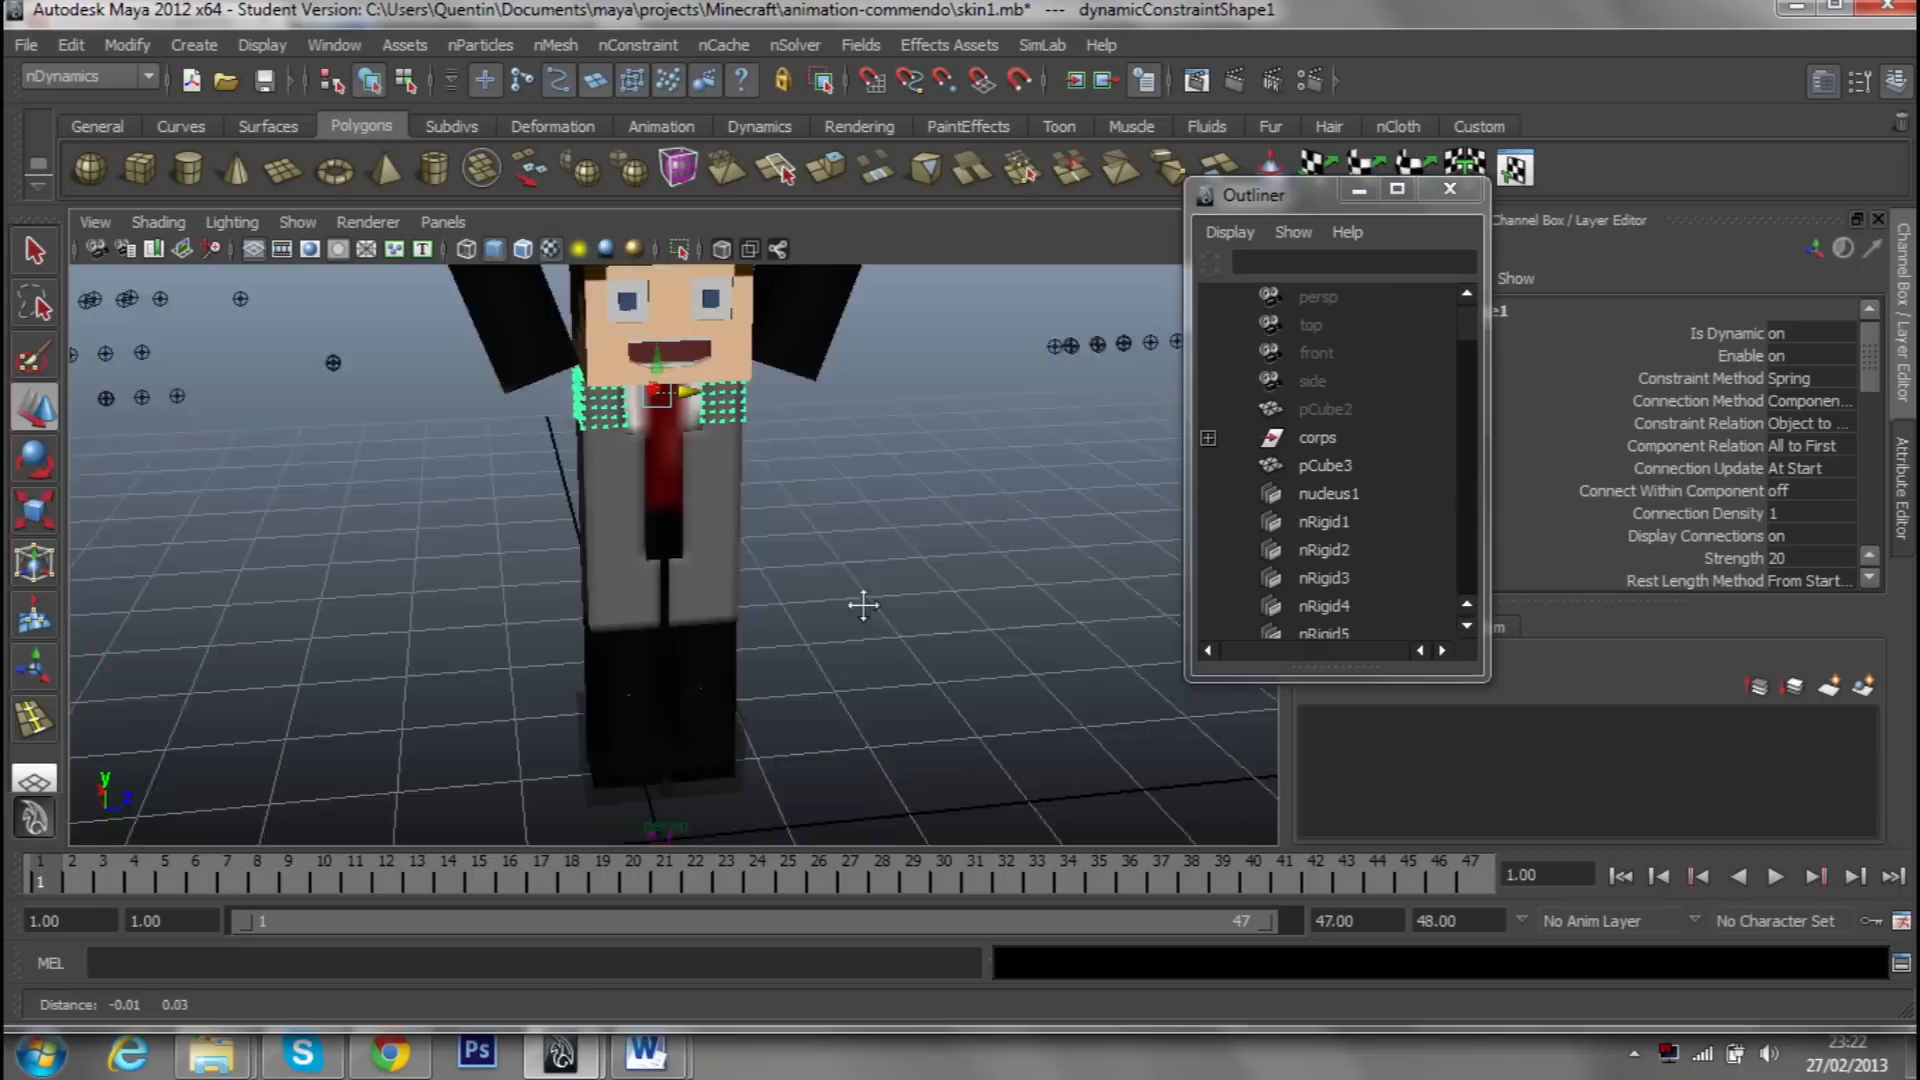 Autodesk Maya 2012 x64 - Student Version: C:\Users\Quentin\Documents\maya\projects\Minecraft\animation-commendo\skin1.mb* --- dynamicConstraintShape1
File Edit Modify Create Display Window Assets nParticles nMesh nConstraint nCache nSolver Fields Effects Assets SimLab Help
nDynamics
General Curves Surfaces Polygons Subdivs Deformation Animation Dynamics Rendering PaintEffects Toon Muscle Fluids Fur Hair nCloth Custom
View Shading Lighting Show Renderer Panels
Outliner
Display Show Help
persp
top
front
side
pCube2
corps
pCube3
nucleus1
nRigid1
nRigid2
nRigid3
nRigid4
nRigid5
Channel Box / Layer Editor
Show
Is Dynamic on
Enable on
Constraint Method Spring
Connection Method Componen...
Constraint Relation Object to ...
Component Relation All to First
Connection Update At Start
Connect Within Component off
Connection Density 1
Display Connections on
Strength 20
Rest Length Method From Start...
Channel Box / Layer Editor
Attribute Editor
y
z
persp
1 2 3 4 5 6 7 8 9 10 11 12 13 14 15 16 17 18 19 20 21 22 23 24 25 26 27 28 29 30 31 32 33 34 35 36 37 38 39 40 41 42 43 44 45 46 47
1
1.00
1.00 1.00 1 47 47.00 48.00 No Anim Layer No Character Set
MEL
Distance: -0.01 0.03
23:22
27/02/2013